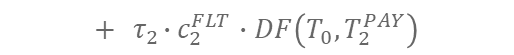 + τ₂ · c₂^FLT · DF(T₀, T₂^PAY)